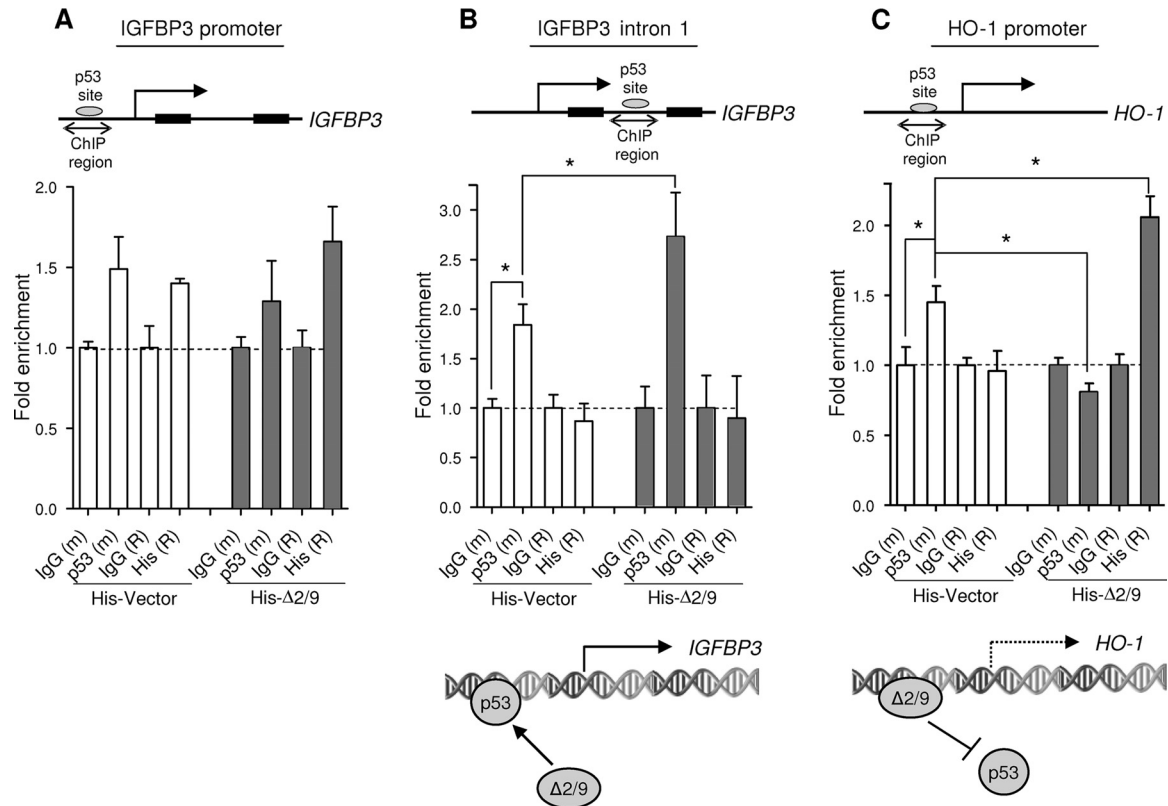 A
IGFBP3 promoter
p53
site
IGFBP3
ChIP
region
Fold enrichment
2.0
1.5
1.0
0.5
0.0
IgG (m)
p53 (m)
IgG (R)
His (R)
IgG (m)
p53 (m)
IgG (R)
His (R)
His-Vector
His-Δ2/9
B
IGFBP3 intron 1
p53
site
IGFBP3
ChIP
region
*
*
Fold enrichment
3.0
2.0
1.5
1.0
0.5
0.0
IgG (m)
p53 (m)
IgG (R)
His (R)
IgG (m)
p53 (m)
IgG (R)
His (R)
His-Vector
His-Δ2/9
IGFBP3
p53
Δ2/9
C
HO-1 promoter
p53
site
HO-1
ChIP
region
*
*
*
Fold enrichment
2.0
1.5
1.0
0.5
0.0
IgG (m)
p53 (m)
IgG (R)
His (R)
IgG (m)
p53 (m)
IgG (R)
His (R)
His-Vector
His-Δ2/9
HO-1
Δ2/9
p53